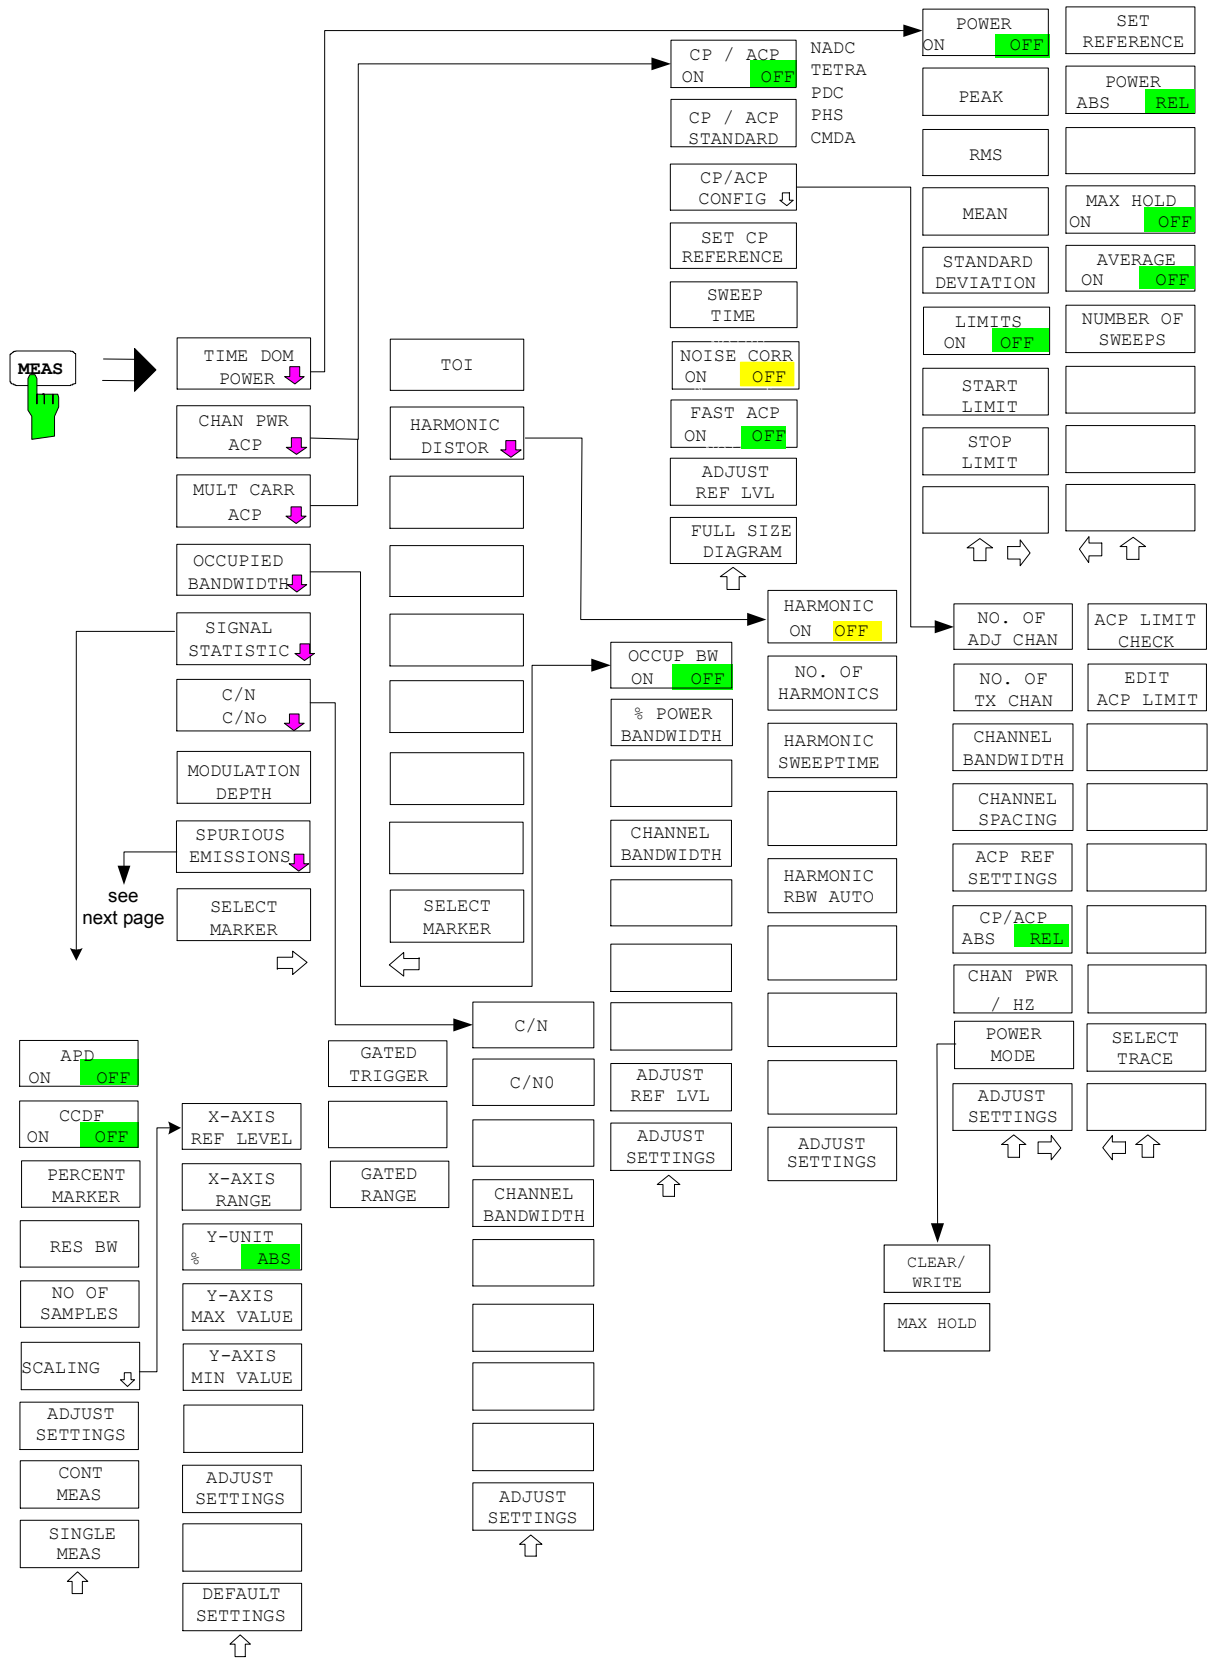 MEAS
TIME DOM
POWER
CHAN PWR
ACP
MULT CARR
ACP
OCCUPIED
BANDWIDTH
SIGNAL
STATISTIC
C/N
C/No
MODULATION
DEPTH
SPURIOUS
EMISSIONS
see
next page
SELECT
MARKER
TOI
HARMONIC
DISTOR
SELECT
MARKER
CP / ACP
ON OFF
CP / ACP
STANDARD
NADC
TETRA
PDC
PHS
CMDA
CP/ACP
CONFIG
SET CP
REFERENCE
SWEEP
TIME
NOISE CORR
ON OFF
FAST ACP
ON OFF
ADJUST
REF LVL
FULL SIZE
DIAGRAM
POWER
ON OFF
PEAK
RMS
MEAN
STANDARD
DEVIATION
LIMITS
ON OFF
START
LIMIT
STOP
LIMIT
SET
REFERENCE
POWER
ABS REL
MAX HOLD
ON OFF
AVERAGE
ON OFF
NUMBER OF
SWEEPS
OCCUP BW
ON OFF
% POWER
BANDWIDTH
CHANNEL
BANDWIDTH
ADJUST
REF LVL
ADJUST
SETTINGS
HARMONIC
ON OFF
NO. OF
HARMONICS
HARMONIC
SWEEPTIME
HARMONIC
RBW AUTO
ADJUST
SETTINGS
NO. OF
ADJ CHAN
NO. OF
TX CHAN
CHANNEL
BANDWIDTH
CHANNEL
SPACING
ACP REF
SETTINGS
CP/ACP
ABS REL
CHAN PWR
/ HZ
POWER
MODE
ADJUST
SETTINGS
ACP LIMIT
CHECK
EDIT
ACP LIMIT
SELECT
TRACE
CLEAR/
WRITE
MAX HOLD
APD
ON OFF
CCDF
ON OFF
PERCENT
MARKER
RES BW
NO OF
SAMPLES
SCALING
ADJUST
SETTINGS
CONT
MEAS
SINGLE
MEAS
X-AXIS
REF LEVEL
X-AXIS
RANGE
Y-UNIT
% ABS
Y-AXIS
MAX VALUE
Y-AXIS
MIN VALUE
ADJUST
SETTINGS
DEFAULT
SETTINGS
GATED
TRIGGER
GATED
RANGE
C/N
C/N0
CHANNEL
BANDWIDTH
ADJUST
SETTINGS